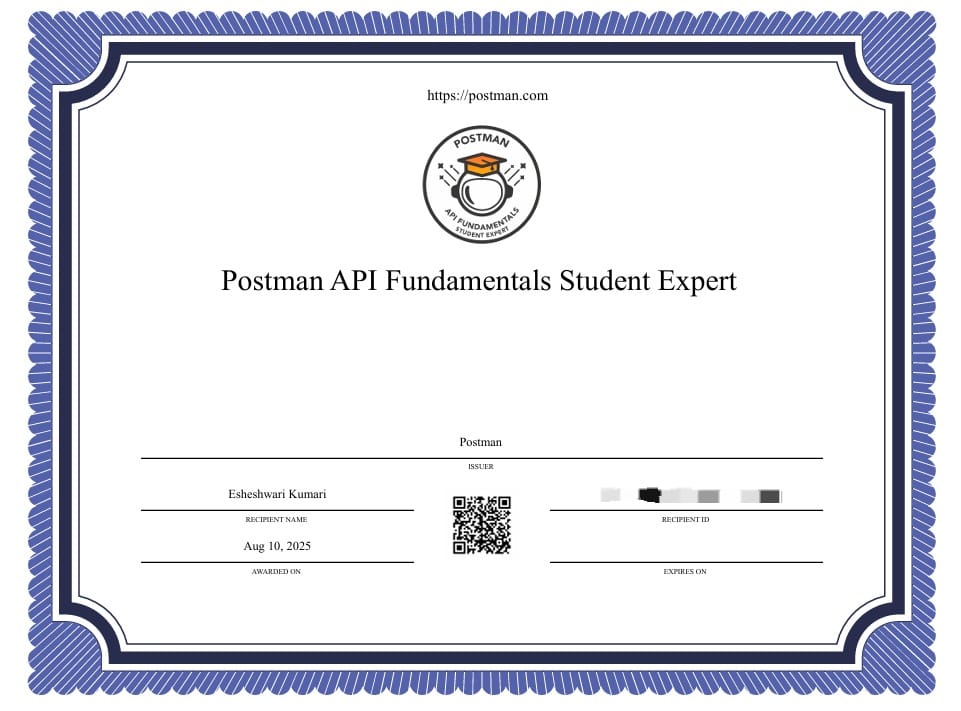 https://postman.com
POSTMAN
API FUNDAMENTALS
STUDENT EXPERT
Postman API Fundamentals Student Expert
Postman
ISSUER
Esheshwari Kumari
RECIPIENT NAME
RECIPIENT ID
Aug 10, 2025
AWARDED ON
EXPIRES ON